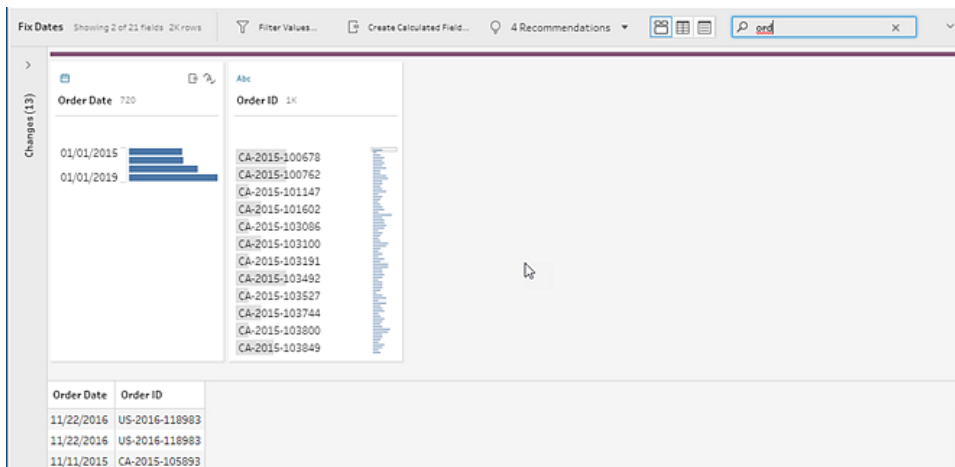 Fix Dates Showing 2 of 21 fields 2K rows Filter Values... Create Calculated Field... 4 Recommendations ord
Changes (13)
Order Date 720
01/01/2015
01/01/2019
Abc
Order ID 1K
CA-2015-100678
CA-2015-100762
CA-2015-101147
CA-2015-101602
CA-2015-103086
CA-2015-103100
CA-2015-103191
CA-2015-103492
CA-2015-103527
CA-2015-103744
CA-2015-103800
CA-2015-103849
Order Date Order ID
11/22/2016 US-2016-118983
11/22/2016 US-2016-118983
11/11/2015 CA-2015-105893